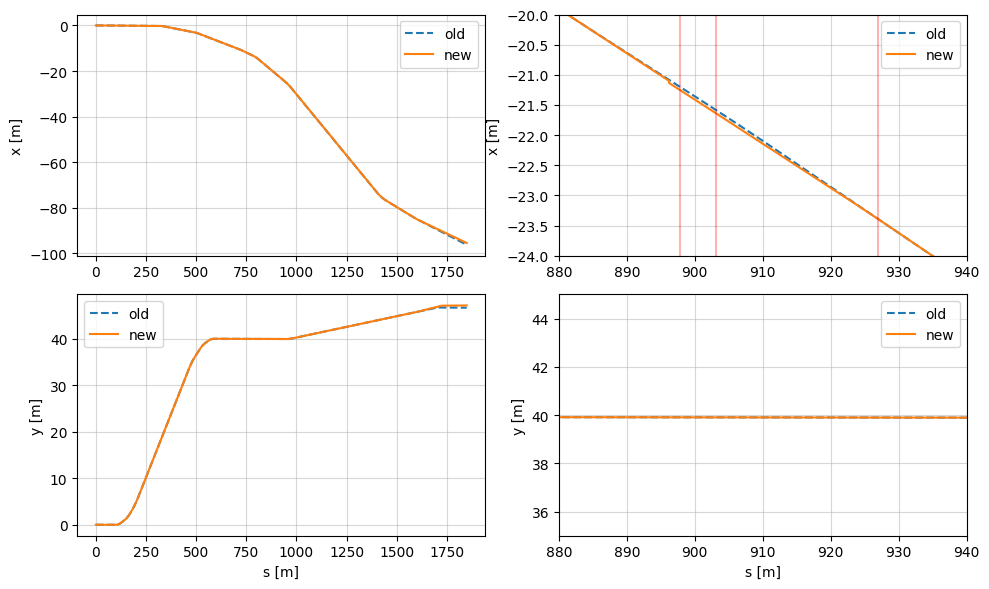 0
−20
−40
−60
−80
−100
x [m]
0 250 500 750 1000 1250 1500 1750
old
new
−20.0
−20.5
−21.0
−21.5
−22.0
−22.5
−23.0
−23.5
−24.0
x [m]
880 890 900 910 920 930 940
old
new
40
30
20
10
0
y [m]
0 250 500 750 1000 1250 1500 1750
s [m]
old
new
44
42
40
38
36
y [m]
880 890 900 910 920 930 940
s [m]
old
new